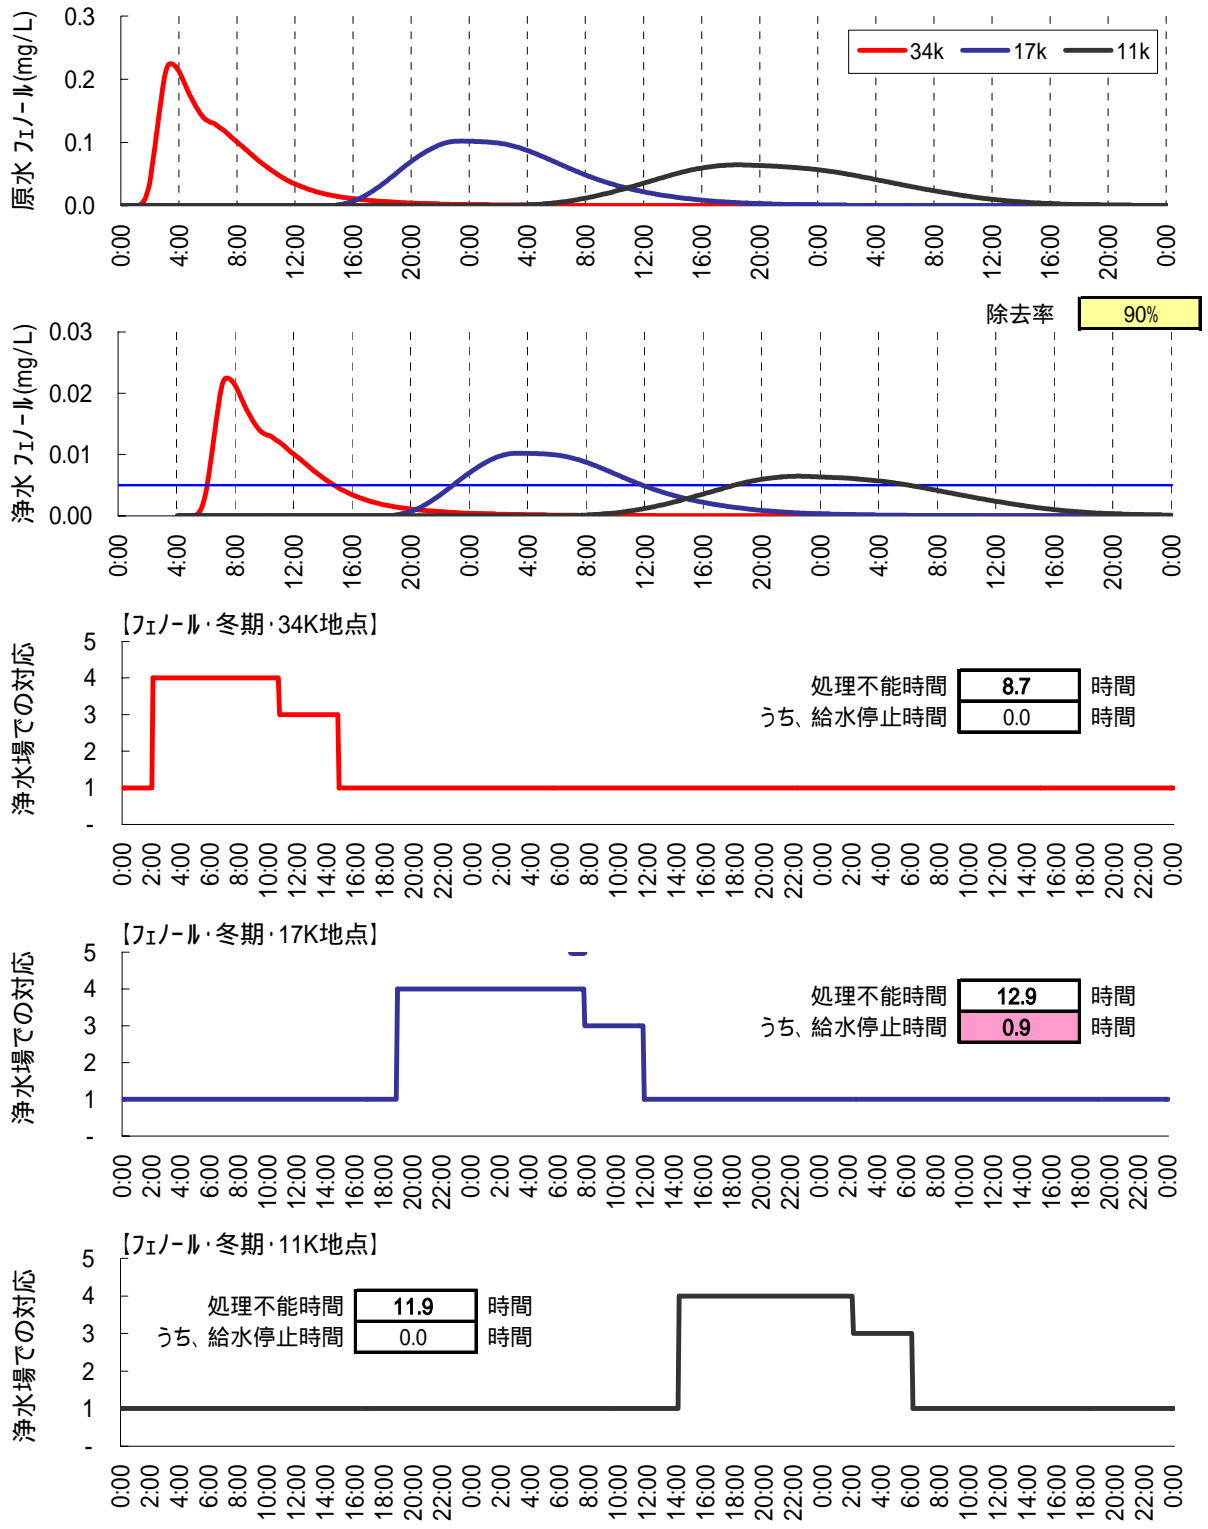 原水 フェノール(mg/L)
0.3
0.2
0.1
0.0
34k 17k 11k
0:00 4:00 8:00 12:00 16:00 20:00 0:00 4:00 8:00 12:00 16:00 20:00 0:00 4:00 8:00 12:00 16:00 20:00 0:00
除去率 90%
浄水 フェノール(mg/L)
0.03
0.02
0.01
0.00
0:00 4:00 8:00 12:00 16:00 20:00 0:00 4:00 8:00 12:00 16:00 20:00 0:00 4:00 8:00 12:00 16:00 20:00 0:00
【フェノール・冬期・34K地点】
浄水場での対応
5
4
3
2
1
-
処理不能時間 8.7 時間
うち、給水停止時間 0.0 時間
0:00 2:00 4:00 6:00 8:00 10:00 12:00 14:00 16:00 18:00 20:00 22:00 0:00 2:00 4:00 6:00 8:00 10:00 12:00 14:00 16:00 18:00 20:00 22:00 0:00 2:00 4:00 6:00 8:00 10:00 12:00 14:00 16:00 18:00 20:00 22:00 0:00
【フェノール・冬期・17K地点】
浄水場での対応
5
4
3
2
1
-
処理不能時間 12.9 時間
うち、給水停止時間 0.9 時間
0:00 2:00 4:00 6:00 8:00 10:00 12:00 14:00 16:00 18:00 20:00 22:00 0:00 2:00 4:00 6:00 8:00 10:00 12:00 14:00 16:00 18:00 20:00 22:00 0:00 2:00 4:00 6:00 8:00 10:00 12:00 14:00 16:00 18:00 20:00 22:00 0:00
【フェノール・冬期・11K地点】
浄水場での対応
5
4
3
2
1
-
処理不能時間 11.9 時間
うち、給水停止時間 0.0 時間
0:00 2:00 4:00 6:00 8:00 10:00 12:00 14:00 16:00 18:00 20:00 22:00 0:00 2:00 4:00 6:00 8:00 10:00 12:00 14:00 16:00 18:00 20:00 22:00 0:00 2:00 4:00 6:00 8:00 10:00 12:00 14:00 16:00 18:00 20:00 22:00 0:00